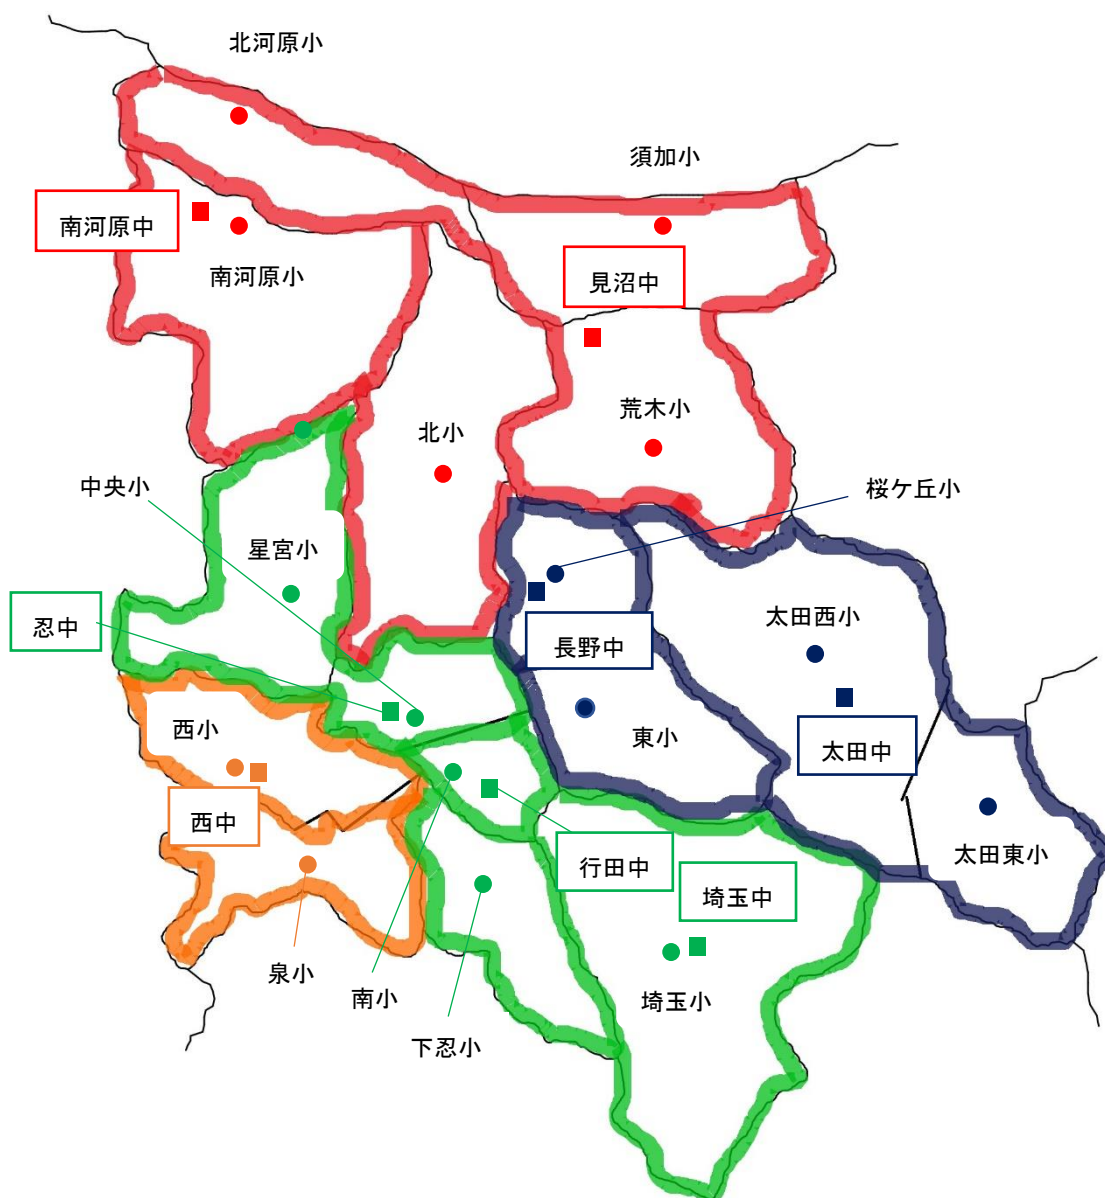 北河原小
須加小
南河原中
南河原小
見沼中
荒木小
北小
中央小
桜ケ丘小
星宮小
忍中
太田西小
長野中
西小
東小
太田中
西中
太田東小
行田中
埼玉中
泉小
南小
埼玉小
下忍小